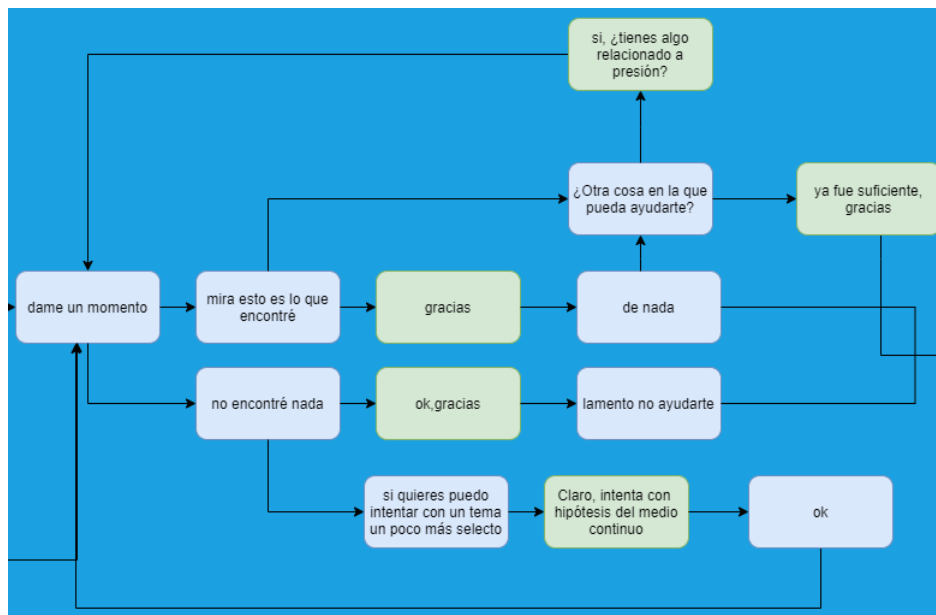 si, ¿tienes algo
relacionado a
presión?
¿Otra cosa en la que
pueda ayudarte?
ya fue suficiente,
gracias
dame un momento
mira esto es lo que
encontré
gracias
de nada
no encontré nada
ok,gracias
lamento no ayudarte
si quieres puedo
intentar con un tema
un poco más selecto
Claro, intenta con
hipótesis del medio
continuo
ok